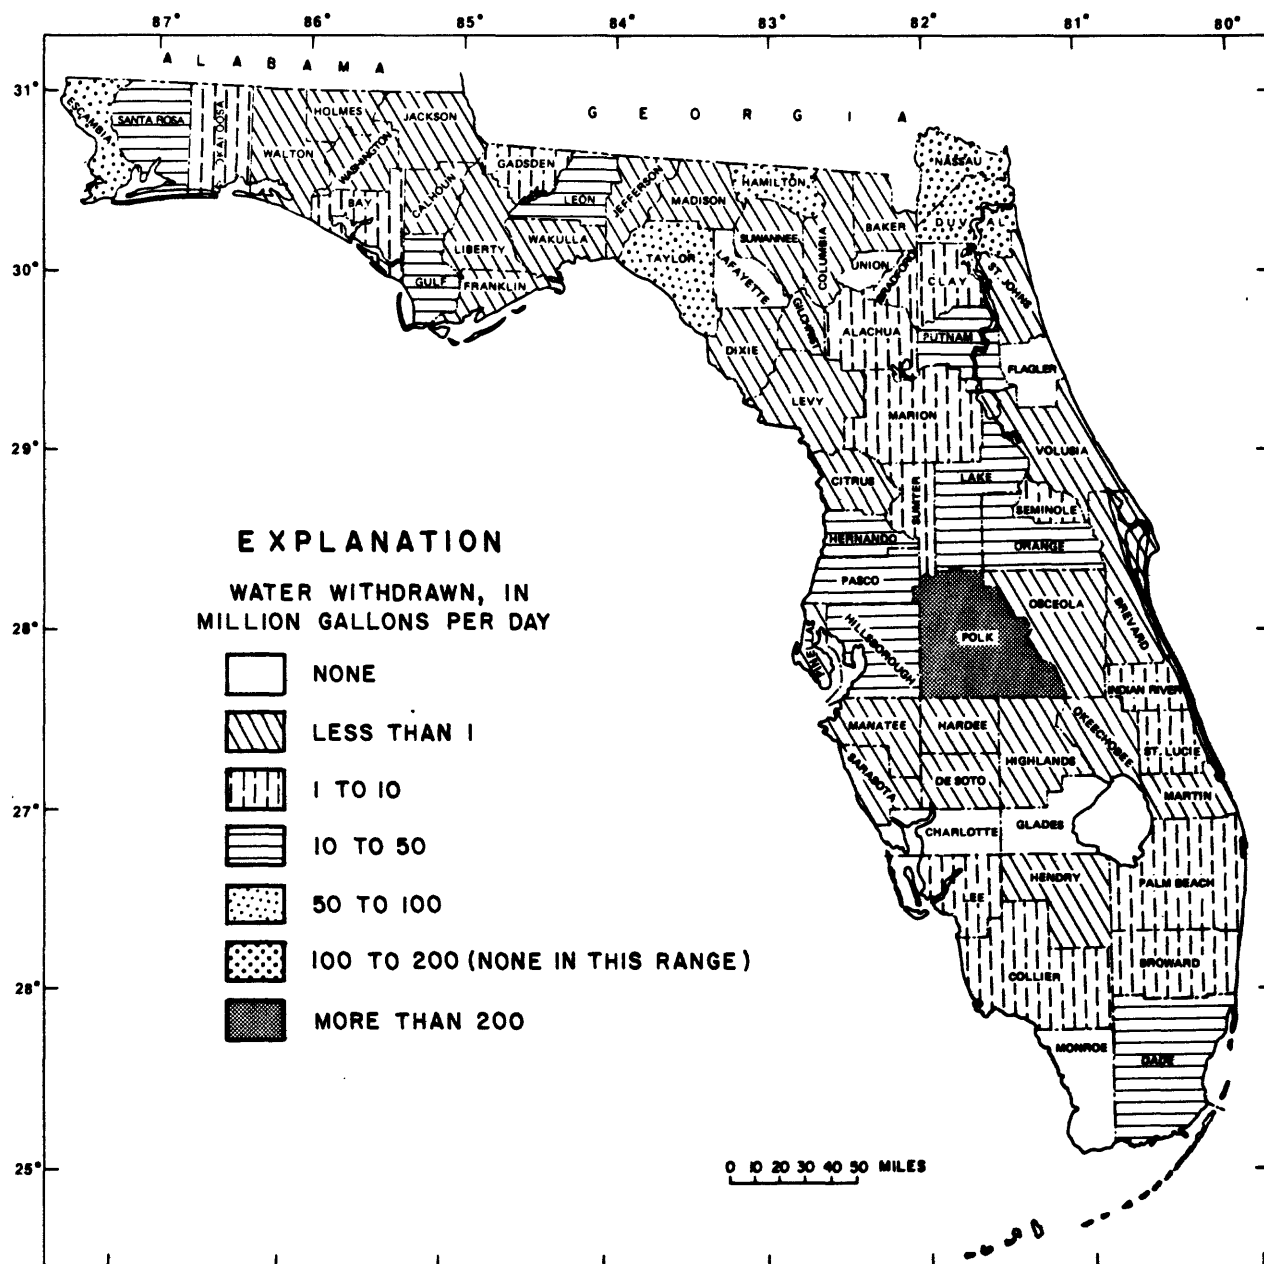 87° 86° 85° 84° 83° 82° 81° 80°
A L A B A M A
31°
G E O R G I A
ESCAMBIA
SANTA ROSA
OKALOOSA
HOLMES
JACKSON
WALTON
WASHINGTON
BAY
CALHOUN
GADSDEN
LEON
JEFFERSON
MADISON
HAMILTON
NASSAU
DUVAL
LIBERTY
WAKULLA
TAYLOR
SUWANNEE
COLUMBIA
BAKER
UNION
BRADFORD
CLAY
ST. JOHNS
30°
GULF
FRANKLIN
LAFAYETTE
GILCHRIST
ALACHUA
PUTNAM
DIXIE
FLAGLER
LEVY
MARION
29°
VOLUSIA
CITRUS
SUMTER
LAKE
SEMINOLE
HERNANDO
ORANGE
PASCO
EXPLANATION
WATER WITHDRAWN, IN
MILLION GALLONS PER DAY
NONE
LESS THAN 1
1 TO 10
10 TO 50
50 TO 100
100 TO 200 (NONE IN THIS RANGE)
MORE THAN 200
28°
PINELLAS
HILLSBOROUGH
POLK
OSCEOLA
BREVARD
INDIAN RIVER
MANATEE
HARDEE
OKEECHOBEE
ST. LUCIE
SARASOTA
DE SOTO
HIGHLANDS
MARTIN
27°
CHARLOTTE
GLADES
LEE
HENDRY
PALM BEACH
28°
COLLIER
BROWARD
MONROE
DADE
25°
0 10 20 30 40 50 MILES